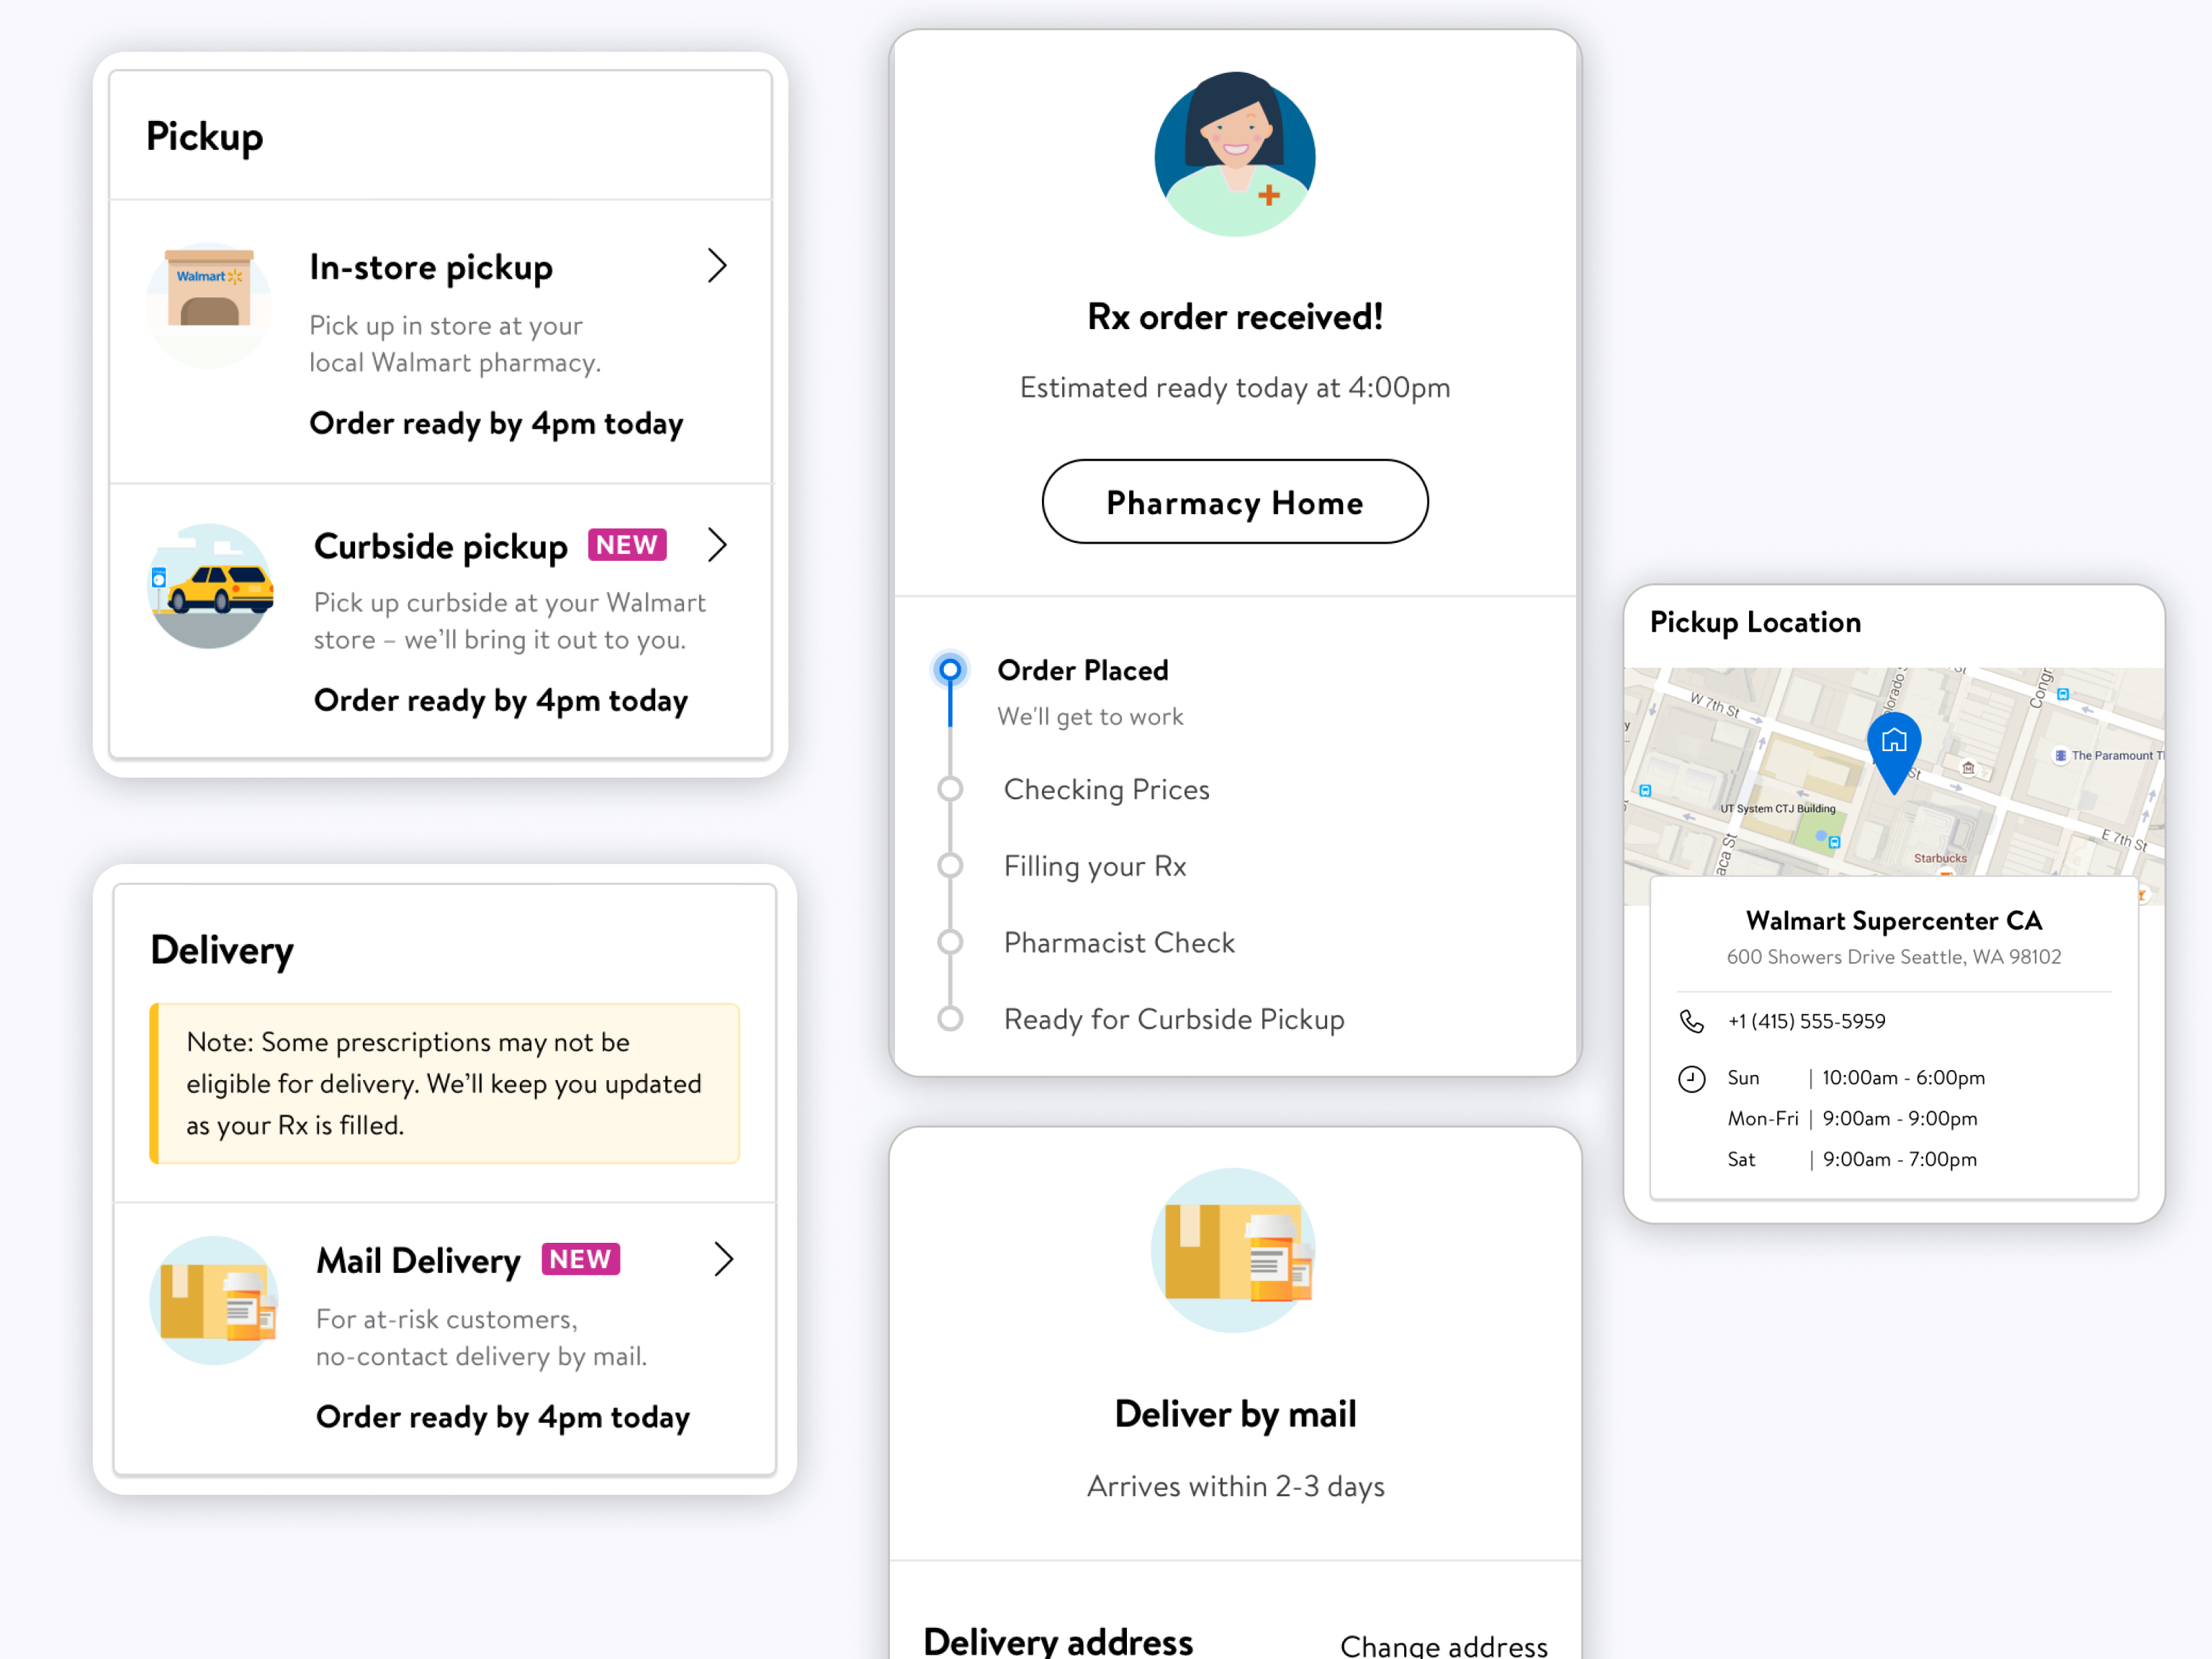 Pickup
Walmart
In-store pickup
Pick up in store at your
local Walmart pharmacy.
Order ready by 4pm today
Curbside pickup NEW
Pick up curbside at your Walmart
store – we’ll bring it out to you.
Order ready by 4pm today
Delivery
Note: Some prescriptions may not be
eligible for delivery. We’ll keep you updated
as your Rx is filled.
Mail Delivery NEW
For at-risk customers,
no-contact delivery by mail.
Order ready by 4pm today
Rx order received!
Estimated ready today at 4:00pm
Pharmacy Home
Order Placed
We'll get to work
Checking Prices
Filling your Rx
Pharmacist Check
Ready for Curbside Pickup
Deliver by mail
Arrives within 2-3 days
Delivery address
Change address
Pickup Location
W 7th St
The Paramount
UT System CTJ Building
E 7th St
Starbucks
Walmart Supercenter CA
600 Showers Drive Seattle, WA 98102
+1 (415) 555-5959
Sun | 10:00am - 6:00pm
Mon-Fri | 9:00am - 9:00pm
Sat | 9:00am - 7:00pm